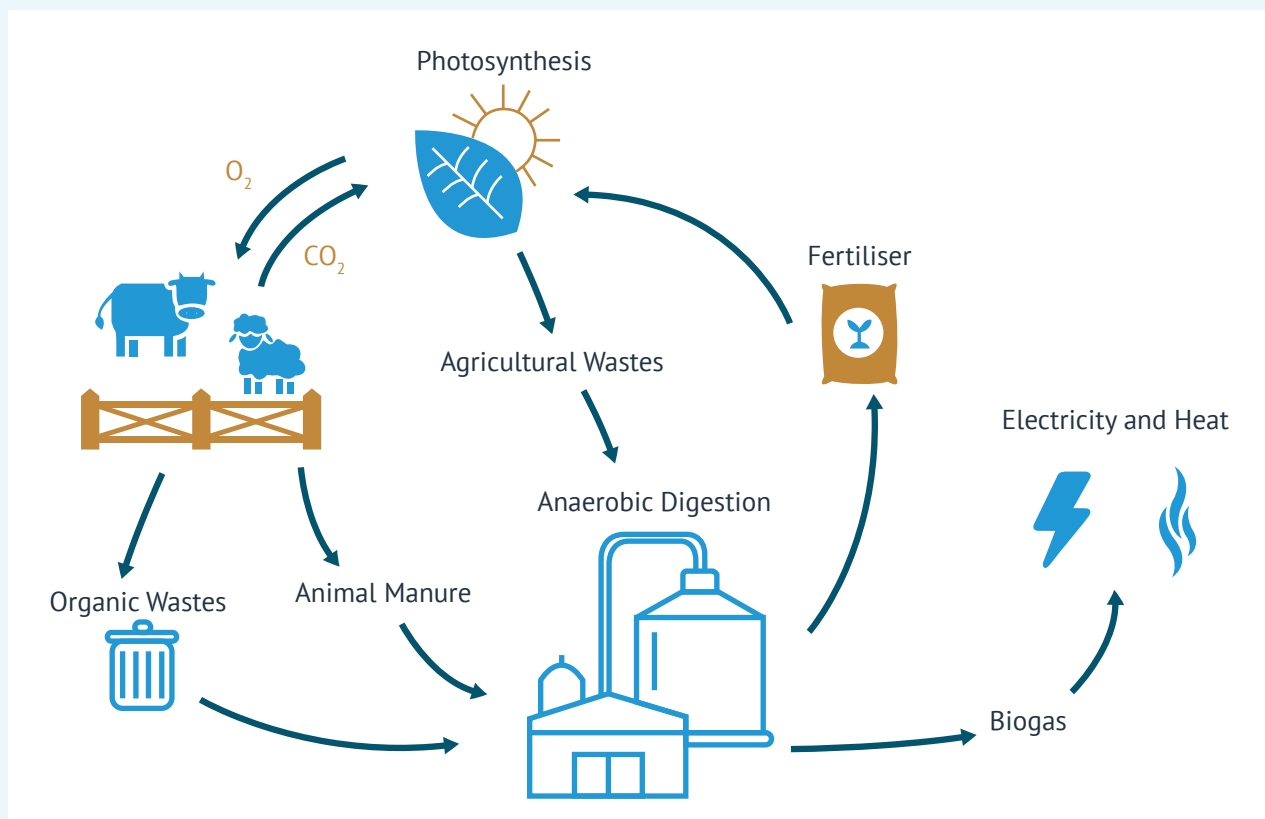 Photosynthesis
O₂
CO₂
Fertiliser
Agricultural Wastes
Electricity and Heat
Anaerobic Digestion
Organic Wastes
Animal Manure
Biogas